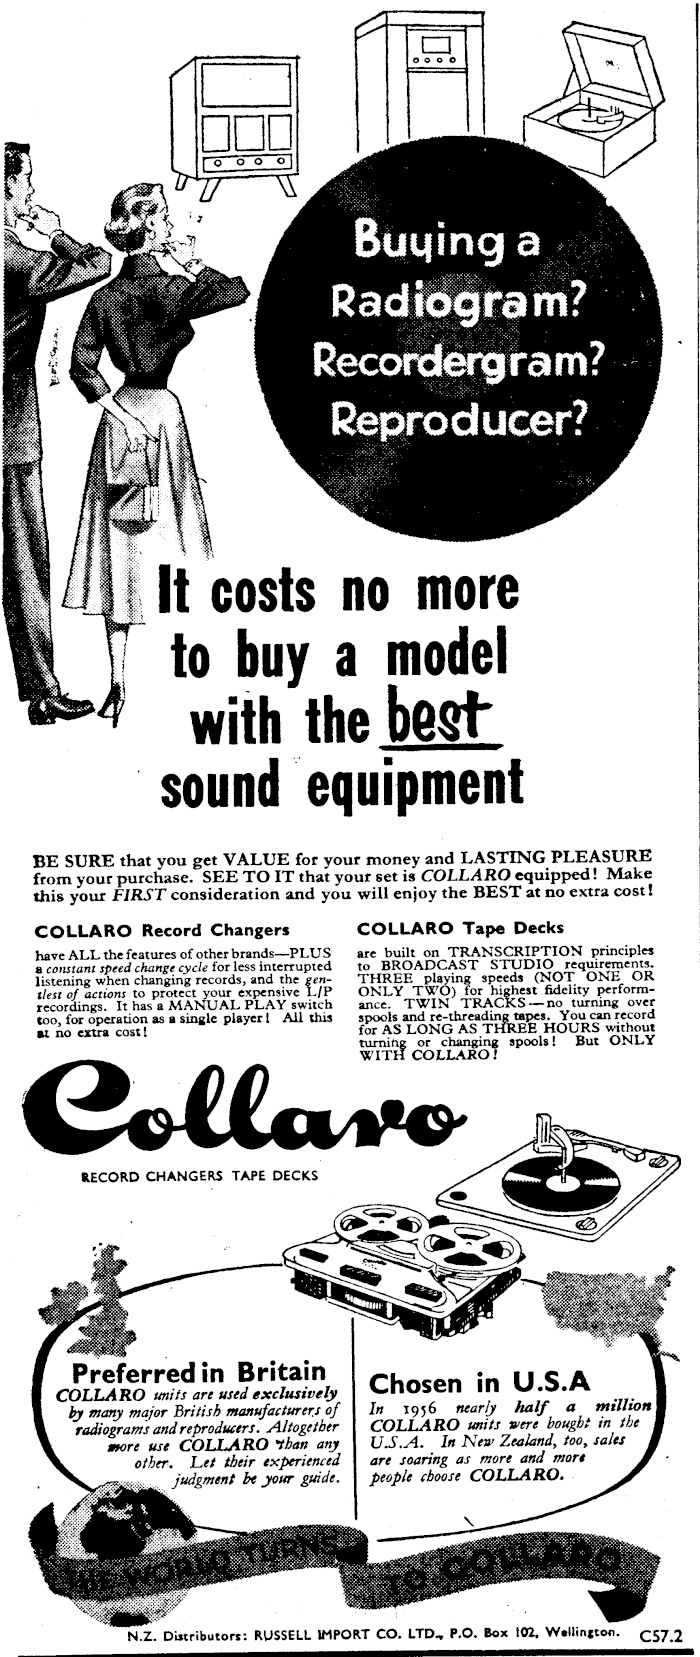 Buying a
Radiogram?
Recordergram?
Reproducer?
It costs no more
to buy a model
with the best
sound equipment
BE SURE that you get VALUE for your money and LASTING PLEASURE
from your purchase. SEE TO IT that your set is COLLARO equipped! Make
this your FIRST consideration and you will enjoy the BEST at no extra cost!
COLLARO Record Changers
have ALL the features of other brands—PLUS
a constant speed change cycle for less interrupted
listening when changing records, and the gen-
tlest of actions to protect your expensive L/P
recordings. It has a MANUAL PLAY switch
too, for operation as a single player! All this
at no extra cost!
COLLARO Tape Decks
are built on TRANSCRIPTION principles
to BROADCAST STUDIO requirements.
THREE playing speeds (NOT ONE OR
ONLY TWO) for highest fidelity perform-
ance. TWIN TRACKS—no turning over
spools and re-threading tapes. You can record
for AS LONG AS THREE HOURS without
turning or changing spools! But ONLY
WITH COLLARO!
Collaro
RECORD CHANGERS TAPE DECKS
Preferred in Britain
COLLARO units are used exclusively
by many major British manufacturers of
radiograms and reproducers. Altogether
more use COLLARO than any
other. Let their experienced
judgment be your guide.
Chosen in U.S.A
In 1956 nearly half a million
COLLARO units were bought in the
U.S.A. In New Zealand, too, sales
are soaring as more and more
people choose COLLARO.
THE WORLD TURNS
TO COLLARO
N.Z. Distributors: RUSSELL IMPORT CO. LTD., P.O. Box 102, Wellington. C57.2